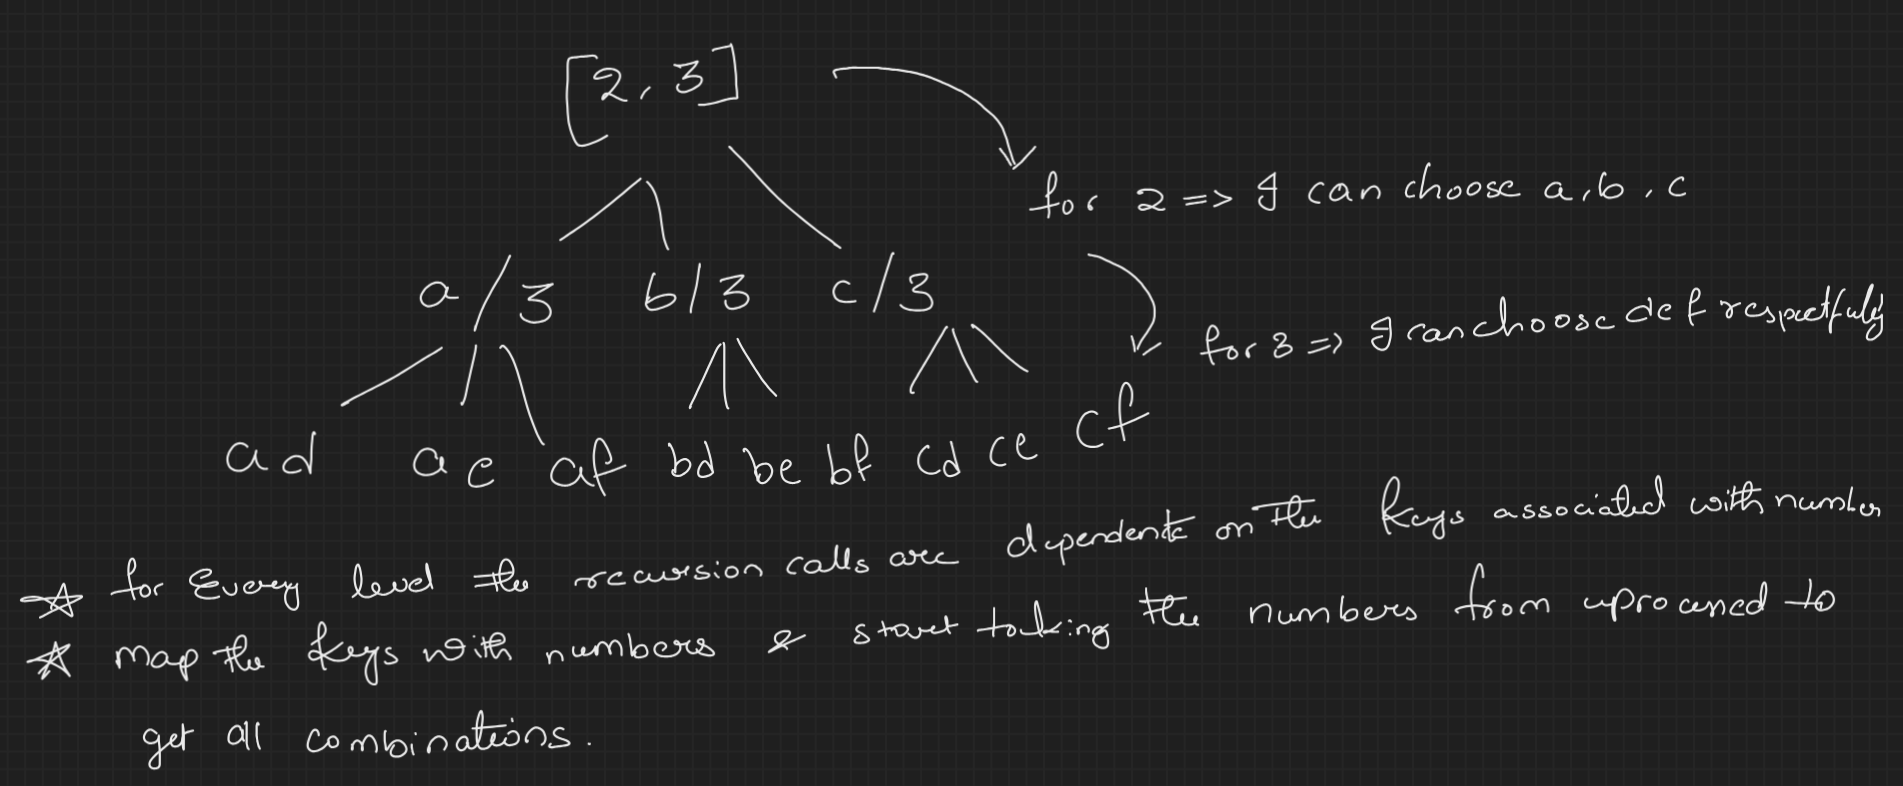 [2, 3]
for 2 => I can choose a, b, c
a/3 b/3 c/3
for 3 => I can choose d e f respectfuly
ad ae af bd be bf cd ce cf
for Every level the recursion calls are dependent on the keys associated with number
map the keys with numbers & start taking the numbers from uprocessed to
get all combinations.